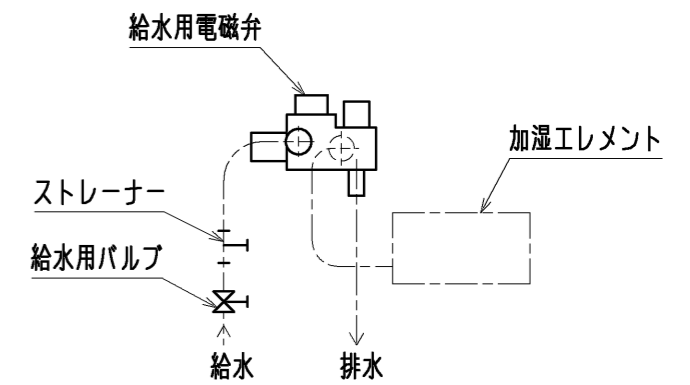 給水用電磁弁
加湿エレメント
ストレーナー
給水用バルブ
給水
排水